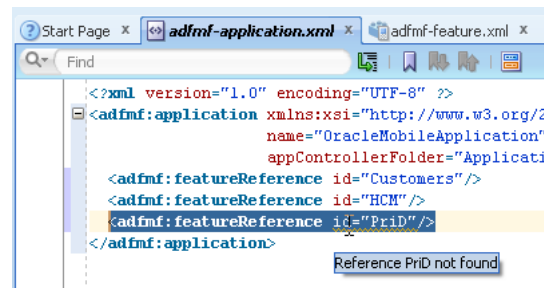 Start Page x adfmf-application.xml x adfmf-feature.xml x
Find
<?xml version="1.0" encoding="UTF-8" ?>
<adfmf:application xmlns:xsi="http://www.w3.org/2
name="OracleMobileApplication"
appControllerFolder="Applicati
<adfmf:featureReference id="Customers"/>
<adfmf:featureReference id="HCM"/>
<adfmf:featureReference id="PriD"/>
</adfmf:application>
Reference PriD not found